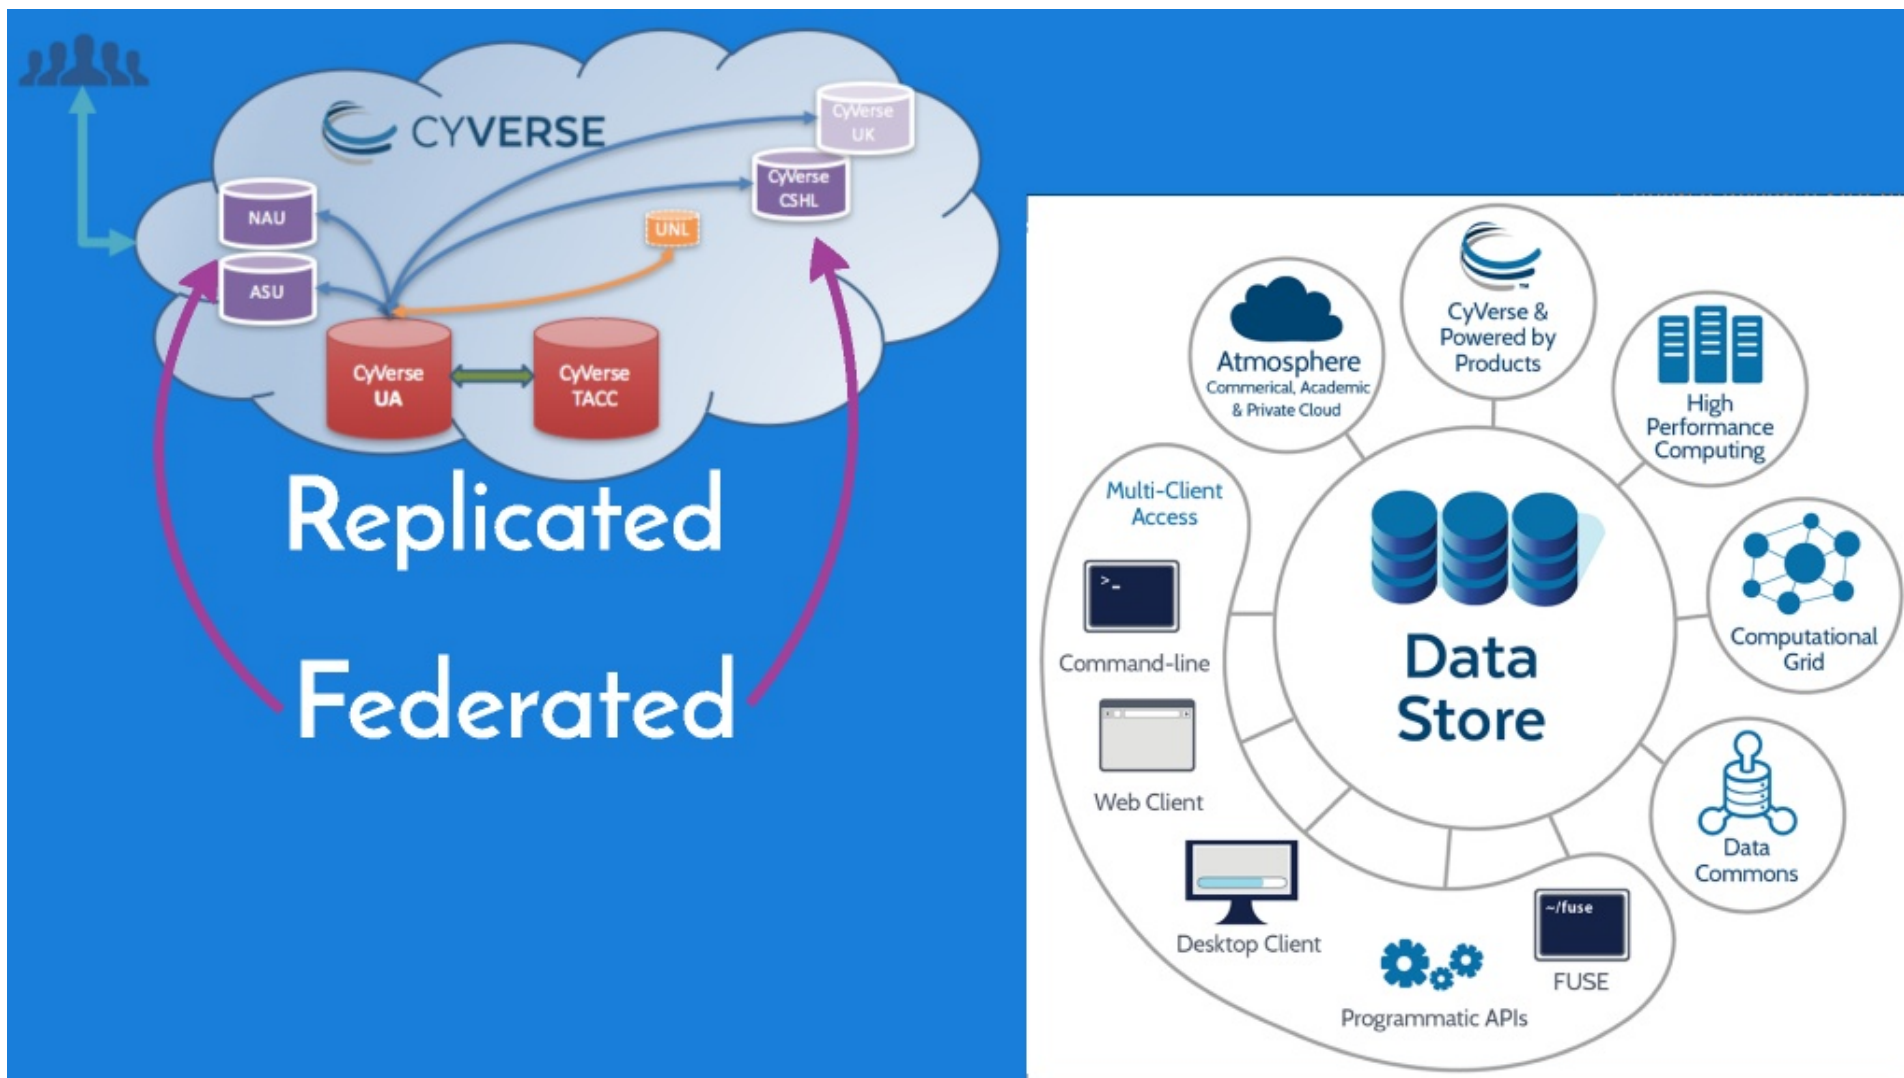 CYVERSE
CyVerse
UK
CyVerse
CSHL
NAU
UNL
ASU
CyVerse
UA
CyVerse
TACC
Replicated
Federated
CyVerse &
Powered by
Products
Atmosphere
Commerical, Academic
& Private Cloud
High
Performance
Computing
Multi-Client
Access
>_
Command-line
Computational
Grid
Data
Store
Web Client
Data
Commons
Desktop Client
~/fuse
FUSE
Programmatic APIs